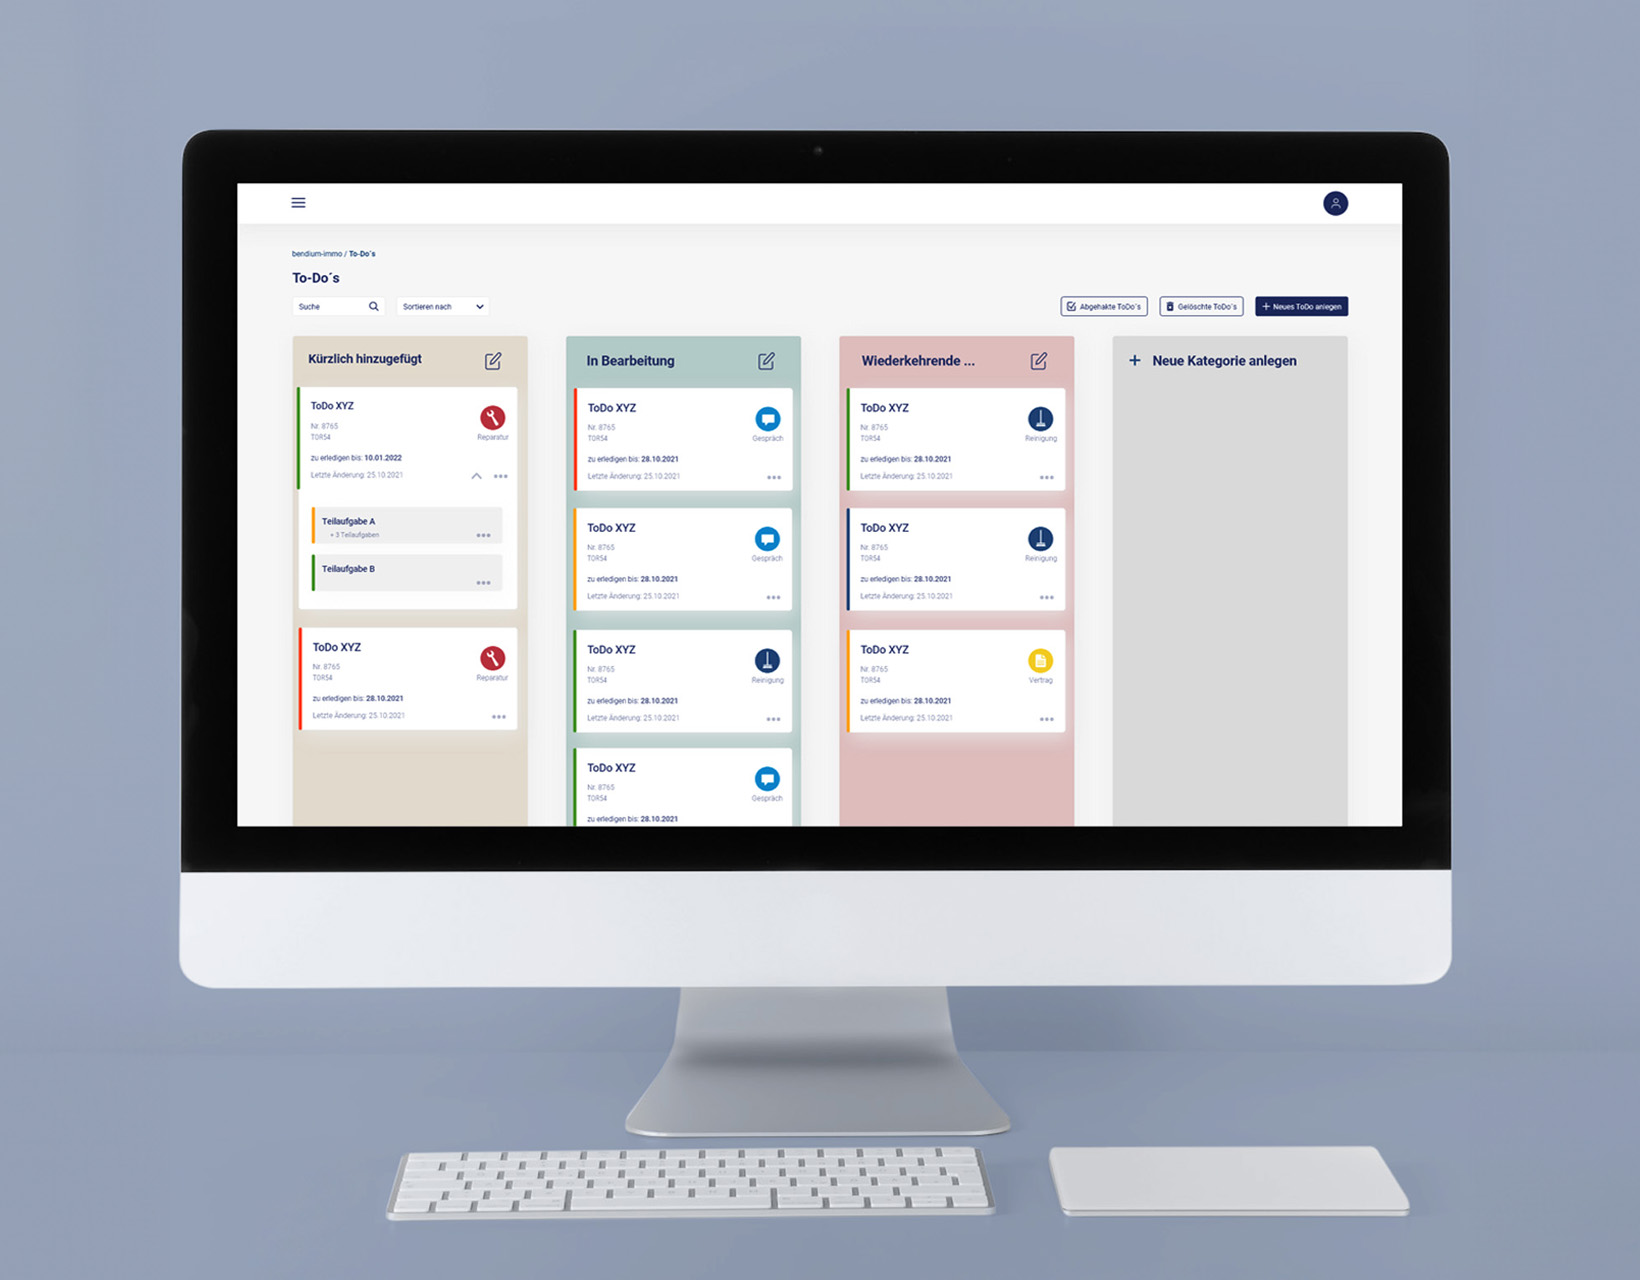 bendium-immo / To-Do´s
To-Do´s
Suche
Sortieren nach
Abgehakte ToDo´s
Gelöschte ToDo´s
+ Neues ToDo anlegen
Kürzlich hinzugefügt
ToDo XYZ
Nr. 8765
TOR54
Reparatur
zu erledigen bis: 10.01.2022
Letzte Änderung: 25.10.2021
Teilaufgabe A
+ 3 Teilaufgaben
Teilaufgabe B
ToDo XYZ
Nr. 8765
TOR54
Reparatur
zu erledigen bis: 28.10.2021
Letzte Änderung: 25.10.2021
In Bearbeitung
ToDo XYZ
Nr. 8765
TOR54
Gespräch
zu erledigen bis: 28.10.2021
Letzte Änderung: 25.10.2021
ToDo XYZ
Nr. 8765
TOR54
Gespräch
zu erledigen bis: 28.10.2021
Letzte Änderung: 25.10.2021
ToDo XYZ
Nr. 8765
TOR54
Reinigung
zu erledigen bis: 28.10.2021
Letzte Änderung: 25.10.2021
ToDo XYZ
Nr. 8765
TOR54
Gespräch
zu erledigen bis: 28.10.2021
Wiederkehrende ...
ToDo XYZ
Nr. 8765
TOR54
Reinigung
zu erledigen bis: 28.10.2021
Letzte Änderung: 25.10.2021
ToDo XYZ
Nr. 8765
TOR54
Reinigung
zu erledigen bis: 28.10.2021
Letzte Änderung: 25.10.2021
ToDo XYZ
Nr. 8765
TOR54
Vertrag
zu erledigen bis: 28.10.2021
Letzte Änderung: 25.10.2021
+ Neue Kategorie anlegen